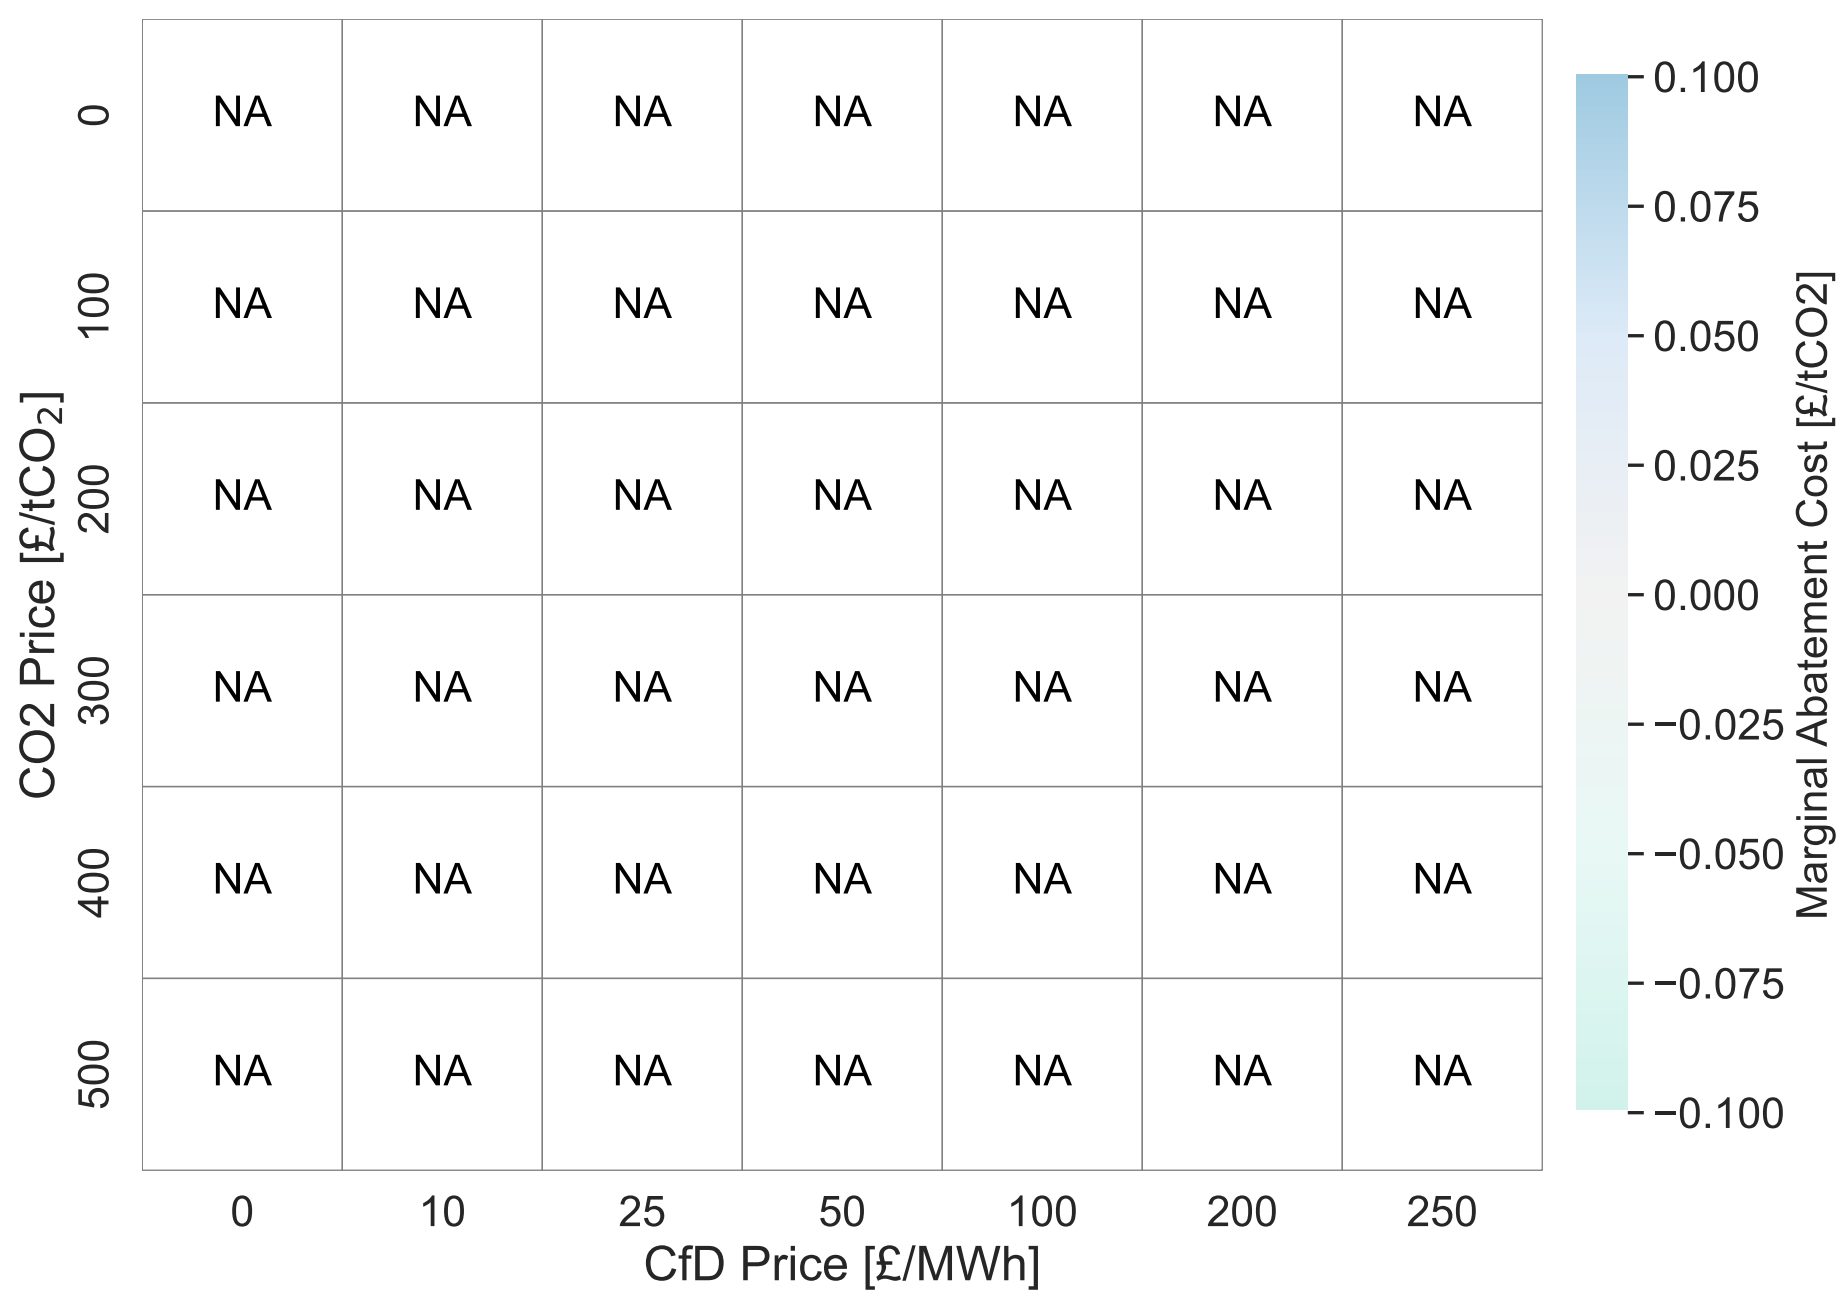 0 NA NA NA NA NA NA NA
100 NA NA NA NA NA NA NA
200 NA NA NA NA NA NA NA
300 NA NA NA NA NA NA NA
400 NA NA NA NA NA NA NA
500 NA NA NA NA NA NA NA
0 10 25 50 100 200 250
CfD Price [£/MWh]
CO2 Price [£/tCO₂]
0.100
0.075
0.050
0.025
0.000
−0.025
−0.050
−0.075
−0.100
Marginal Abatement Cost [£/tCO2]